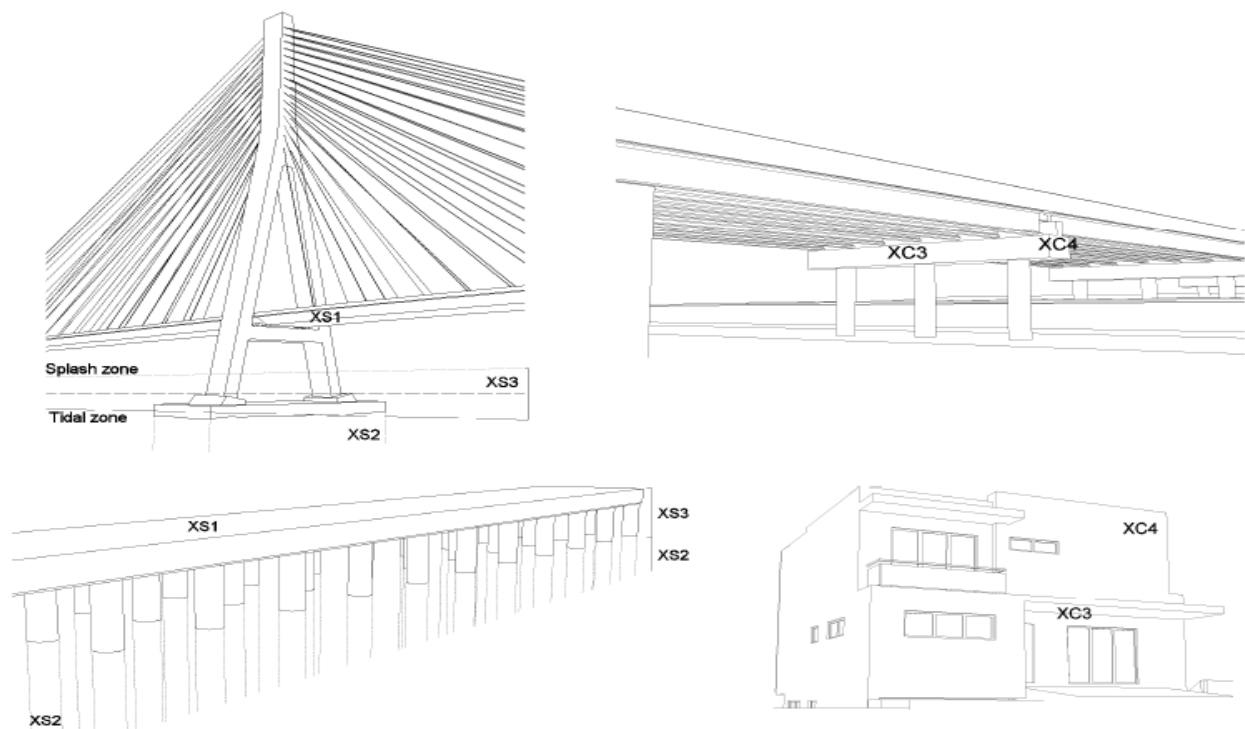 XS1
Splash zone
XS3
Tidal zone
XS2
XC3
XC4
XS1
XS3
XS2
XS2
XC4
XC3